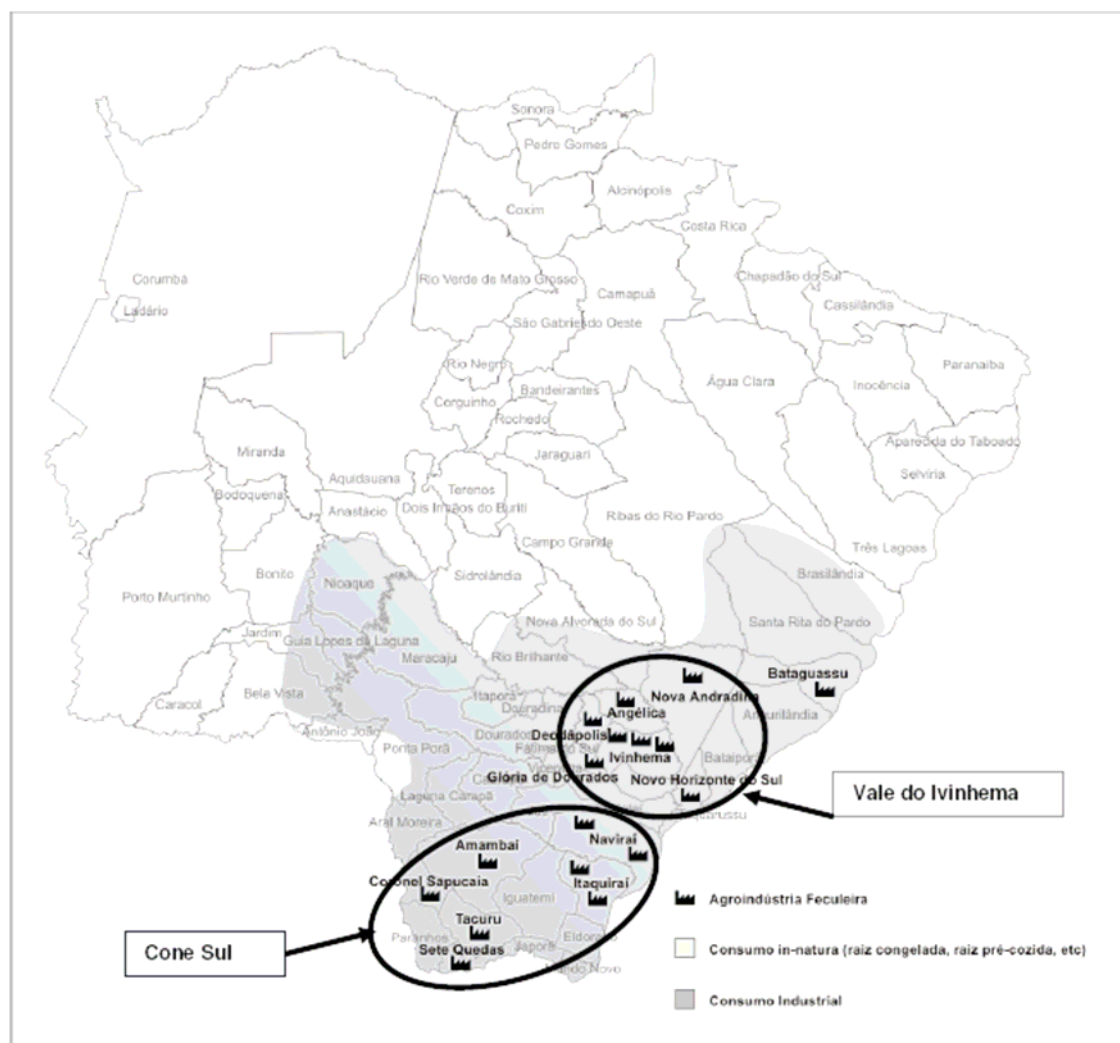 Sonora
Pedro Gomes
Alcinópolis
Coxim
Costa Rica
Corumbá
Ladário
Rio Verde de Mato Grosso
Camapuã
Chapadão do Sul
Cassilândia
São Gabriel do Oeste
Rio Negro
Água Clara
Inocência
Paranaíba
Corguinho
Bandeirantes
Rochedo
Miranda
Jaraguari
Aparecida do Taboado
Selvíria
Aquidauana
Terenos
Bodoquena
Anastácio
Dois Irmãos do Buriti
Ribas do Rio Pardo
Campo Grande
Três Lagoas
Bonito
Nioaque
Sidrolândia
Brasilândia
Porto Murtinho
Jardim
Guia Lopes da Laguna
Nova Alvorada do Sul
Santa Rita do Pardo
Maracaju
Rio Brilhante
Bataguassu
Bela Vista
Caracol
Itaporã
Nova Andradina
Angélica
Douradina
Antônio João
Ponta Porã
Dourados
Deodápolis
Fátima do Sul
Ivinhema
Glória de Dourados
Novo Horizonte do Sul
Vale do Ivinhema
Laguna Carapã
Aral Moreira
Amambai
Naviraí
Coronel Sapucaia
Itaquiraí
Iguatemi
Agroindústria Feculeira
Tacuru
Paranhos
Eldorado
Cone Sul
Sete Quedas
Japorã
Mundo Novo
Consumo in-natura (raiz congelada, raiz pré-cozida, etc)
Consumo Industrial